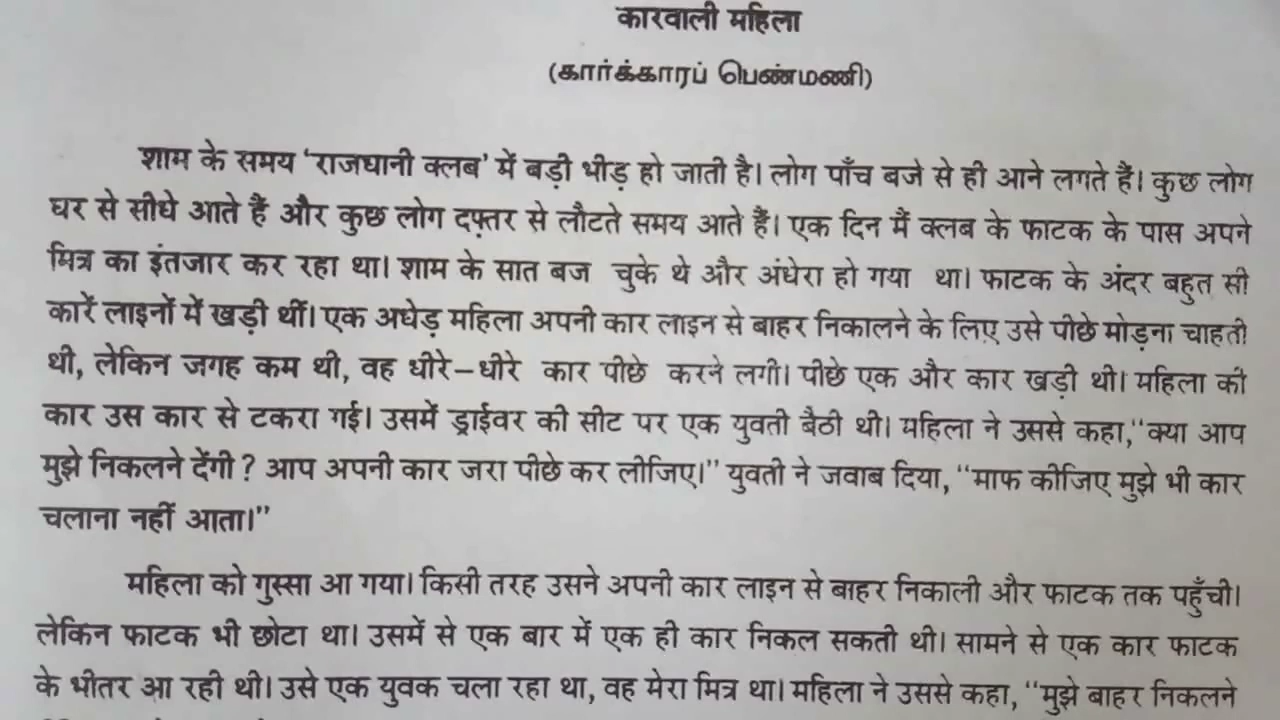 कारवाली महिला
(கார்க்காரப் பெண்மணி)
शाम के समय ‘राजधानी क्लब’ में बड़ी भीड़ हो जाती है। लोग पाँच बजे से ही आने लगते हैं। कुछ लोग
घर से सीधे आते हैं और कुछ लोग दफ़्तर से लौटते समय आते हैं। एक दिन मैं क्लब के फाटक के पास अपने
मित्र का इंतजार कर रहा था। शाम के सात बज चुके थे और अंधेरा हो गया था। फाटक के अंदर बहुत सी
कारें लाइनों में खड़ी थीं। एक अधेड़ महिला अपनी कार लाइन से बाहर निकालने के लिए उसे पीछे मोड़ना चाहती
थी, लेकिन जगह कम थी, वह धीरे–धीरे कार पीछे करने लगी। पीछे एक और कार खड़ी थी। महिला की
कार उस कार से टकरा गई। उसमें ड्राईवर की सीट पर एक युवती बैठी थी। महिला ने उससे कहा,‘‘क्या आप
मुझे निकलने देंगी ? आप अपनी कार जरा पीछे कर लीजिए।’’ युवती ने जवाब दिया, ‘‘माफ कीजिए मुझे भी कार
चलाना नहीं आता।’’
महिला को गुस्सा आ गया। किसी तरह उसने अपनी कार लाइन से बाहर निकाली और फाटक तक पहुँची।
लेकिन फाटक भी छोटा था। उसमें से एक बार में एक ही कार निकल सकती थी। सामने से एक कार फाटक
के भीतर आ रही थी। उसे एक युवक चला रहा था, वह मेरा मित्र था। महिला ने उससे कहा, ‘‘मुझे बाहर निकलने